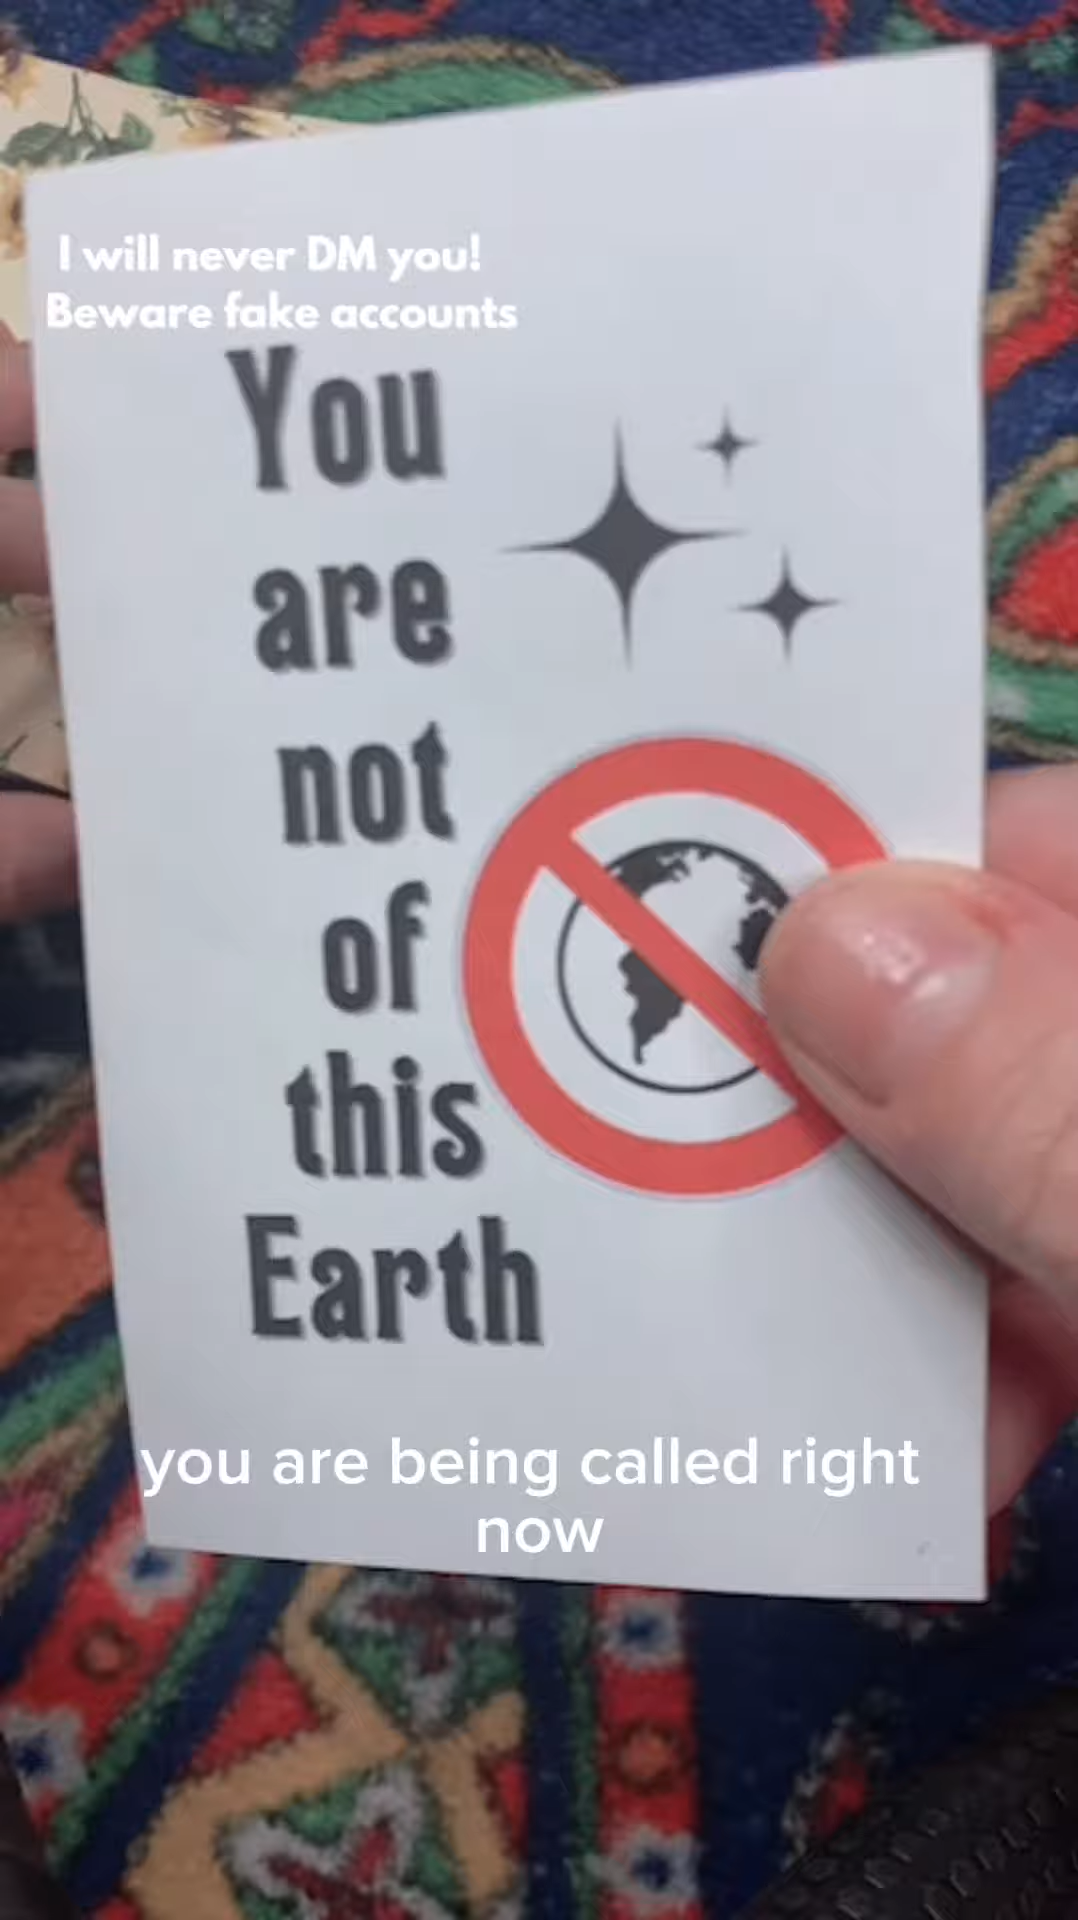 I will never DM you!
Beware fake accounts
You
are
not
of
this
Earth
you are being called right
now